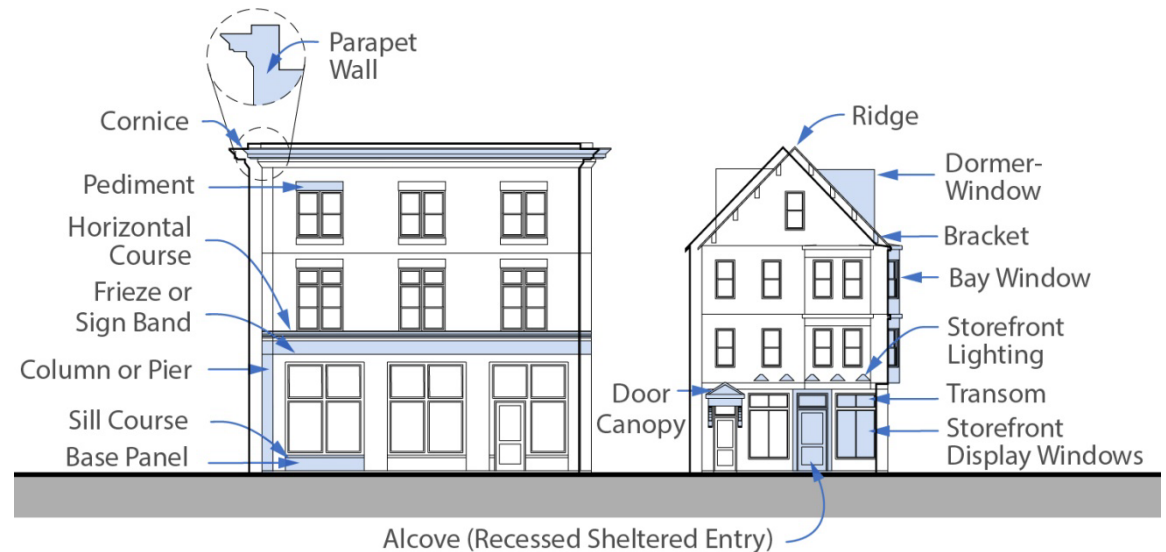 Parapet
Wall
Cornice
Pediment
Horizontal
Course
Frieze or
Sign Band
Column or Pier
Sill Course
Base Panel
Ridge
Dormer-
Window
Bracket
Bay Window
Storefront
Lighting
Door
Canopy
Transom
Storefront
Display Windows
Alcove (Recessed Sheltered Entry)